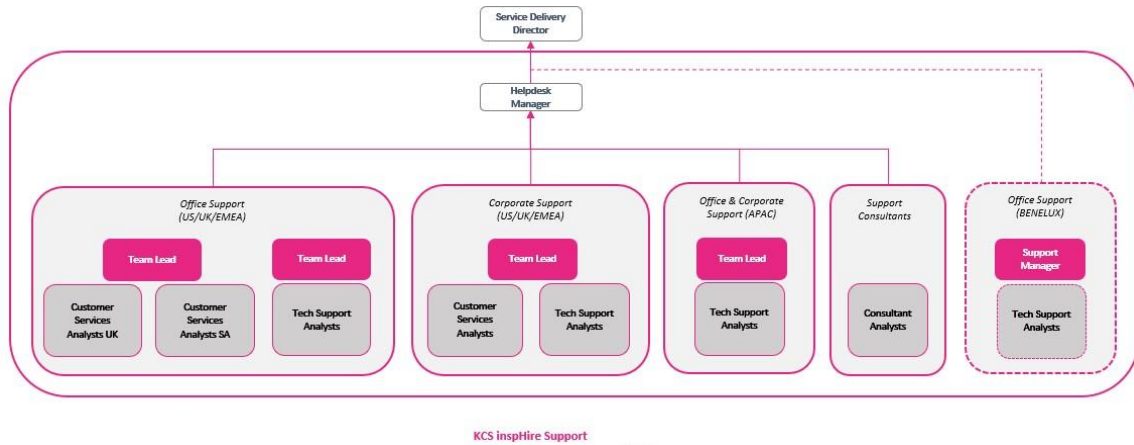 Service Delivery
Director
Helpdesk
Manager
Office Support
(US/UK/EMEA)
Team Lead
Team Lead
Customer
Services
Analysts UK
Customer
Services
Analysts SA
Tech Support
Analysts
Corporate Support
(US/UK/EMEA)
Team Lead
Customer
Services
Analysts
Tech Support
Analysts
Office & Corporate
Support (APAC)
Team Lead
Tech Support
Analysts
Support
Consultants
Consultant
Analysts
Office Support
(BENELUX)
Support
Manager
Tech Support
Analysts
KCS inspHire Support